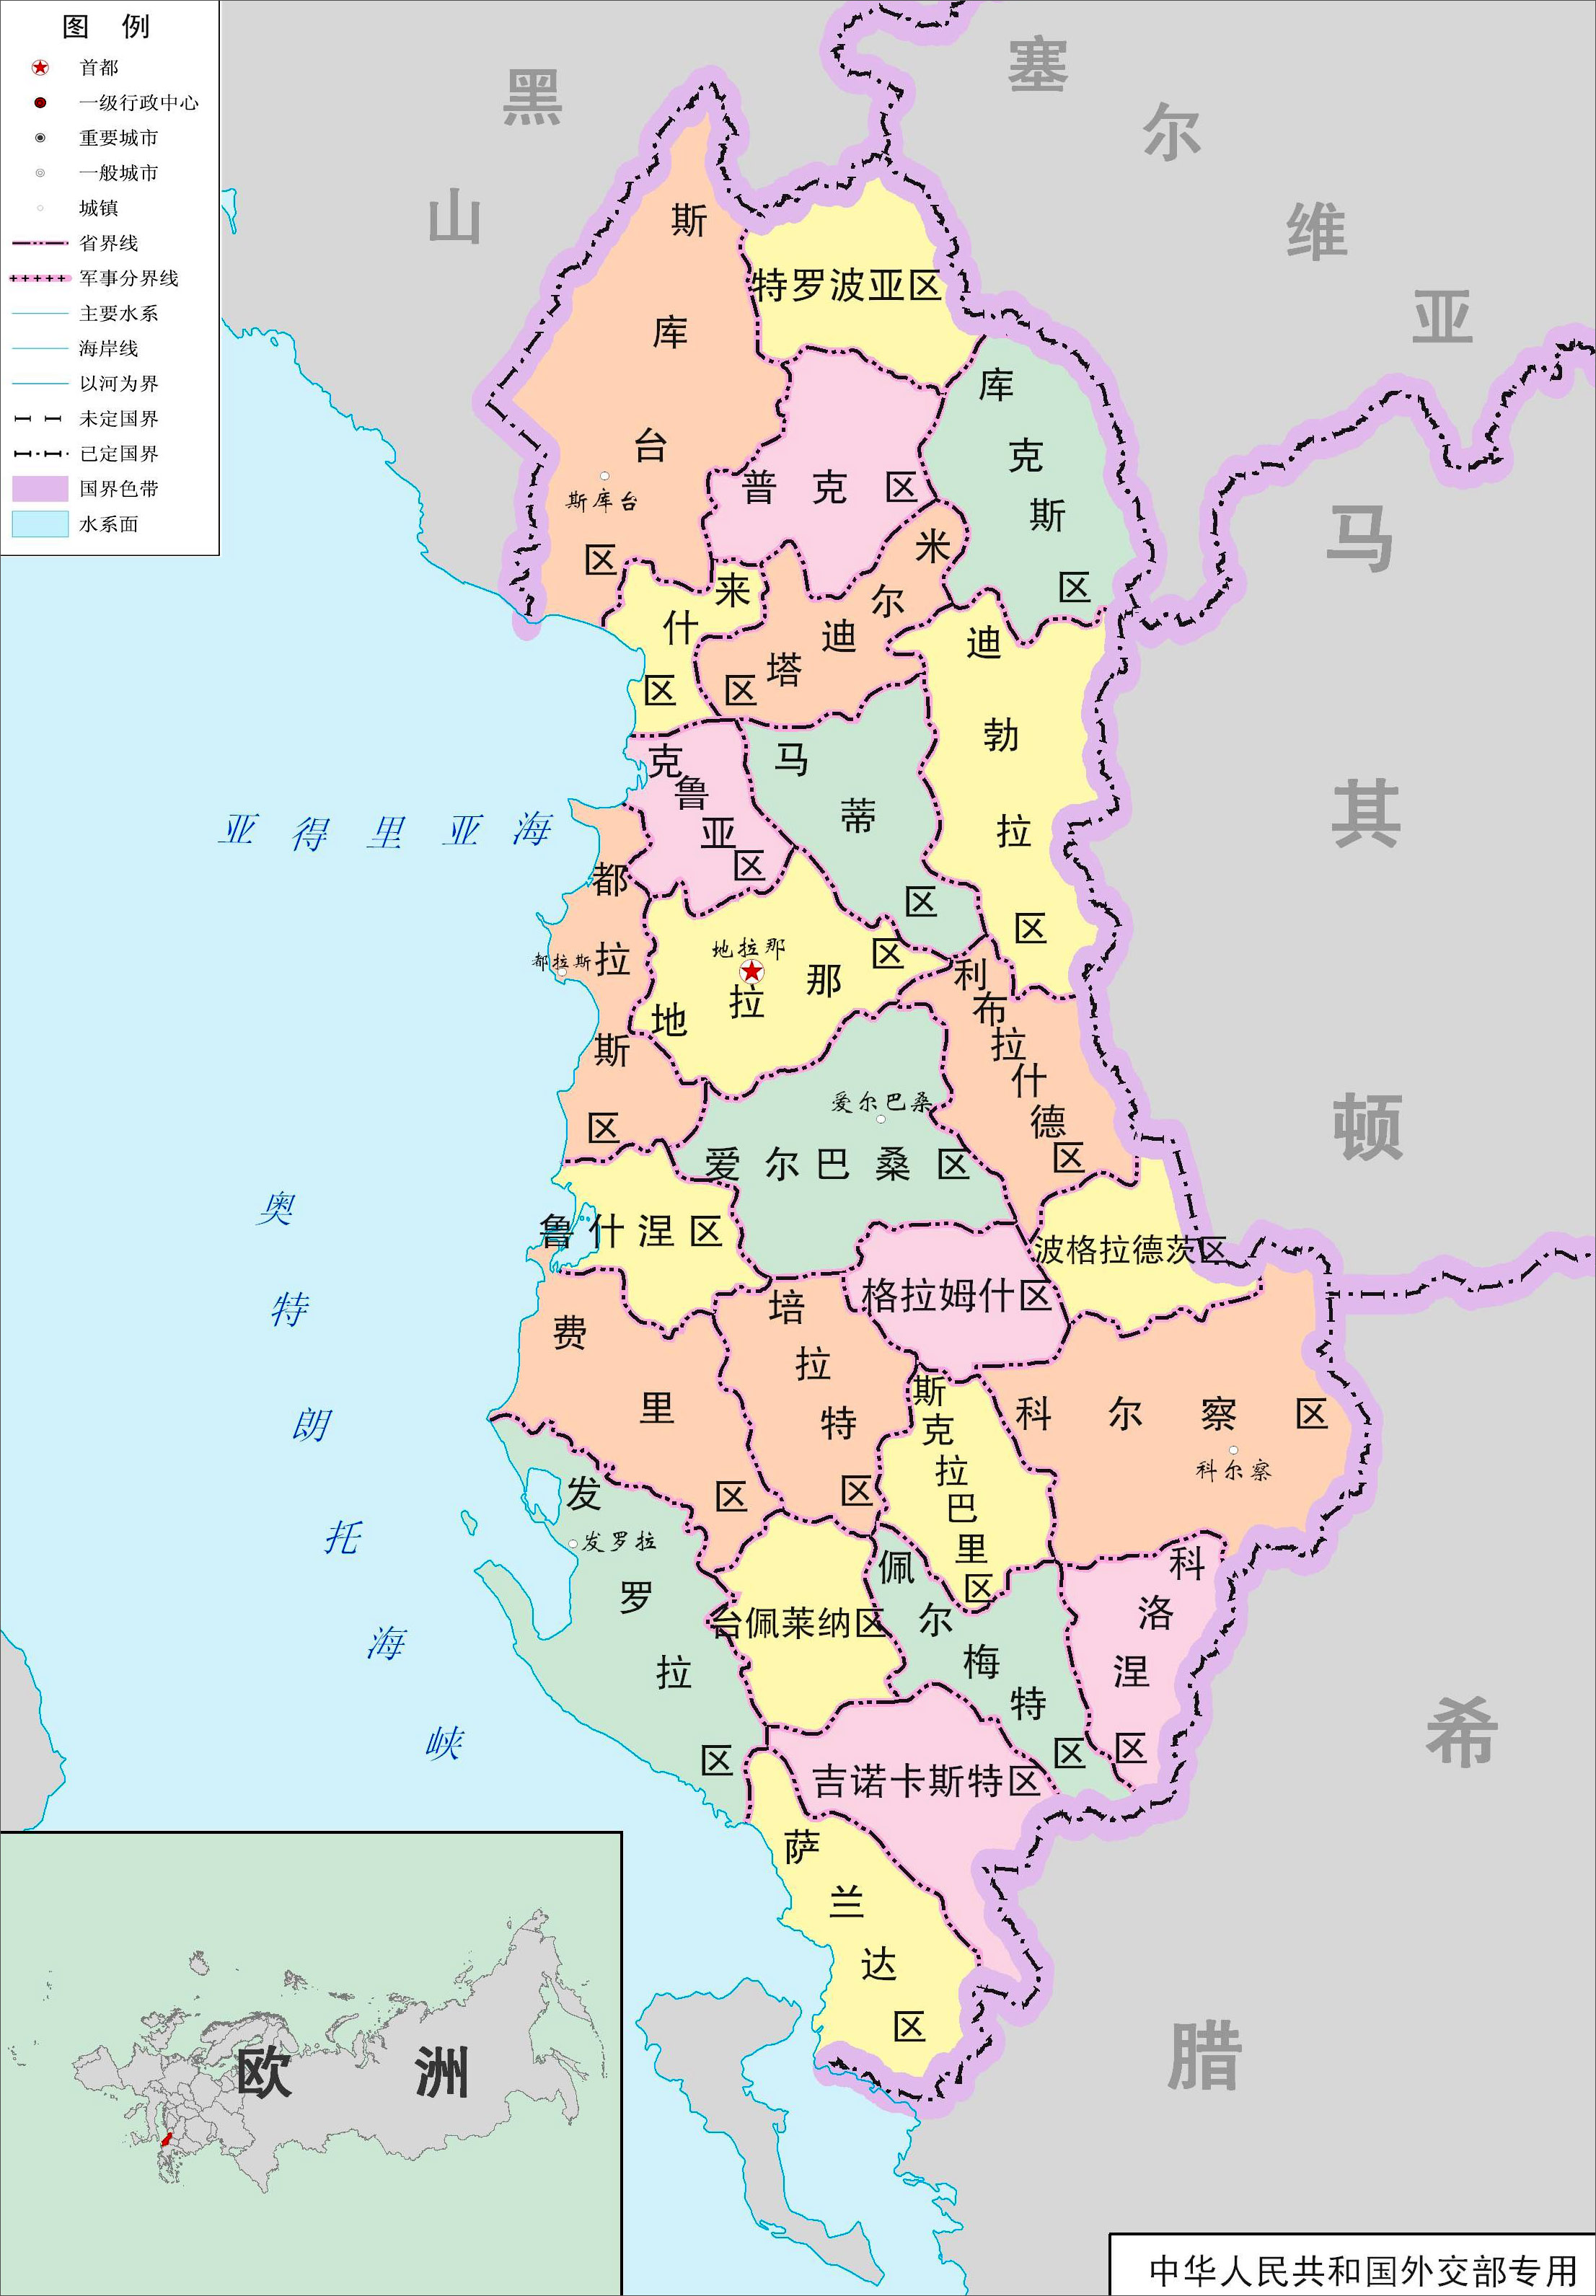 图 例
首都
一级行政中心
重要城市
一般城市
城镇
省界线
军事分界线
主要水系
海岸线
以河为界
未定国界
已定国界
国界色带
水系面
黑山
塞尔维亚
马其顿
希腊
斯库台区
斯库台
特罗波亚区
库克斯区
普克区
米尔迪塔区
来什区
迪勃拉区
克鲁亚区
马蒂区
都拉斯区
都拉斯
地拉那
地拉那区
利布拉什德区
爱尔巴桑
爱尔巴桑区
鲁什涅区
波格拉德茨区
格拉姆什区
费里区
培拉特区
斯克拉巴里区
科尔察区
科尔察
发罗拉区
发罗拉
台佩莱纳区
佩尔梅特区
科洛涅区
吉诺卡斯特区
萨兰达区
亚得里亚海
奥特朗托海峡
欧洲
中华人民共和国外交部专用